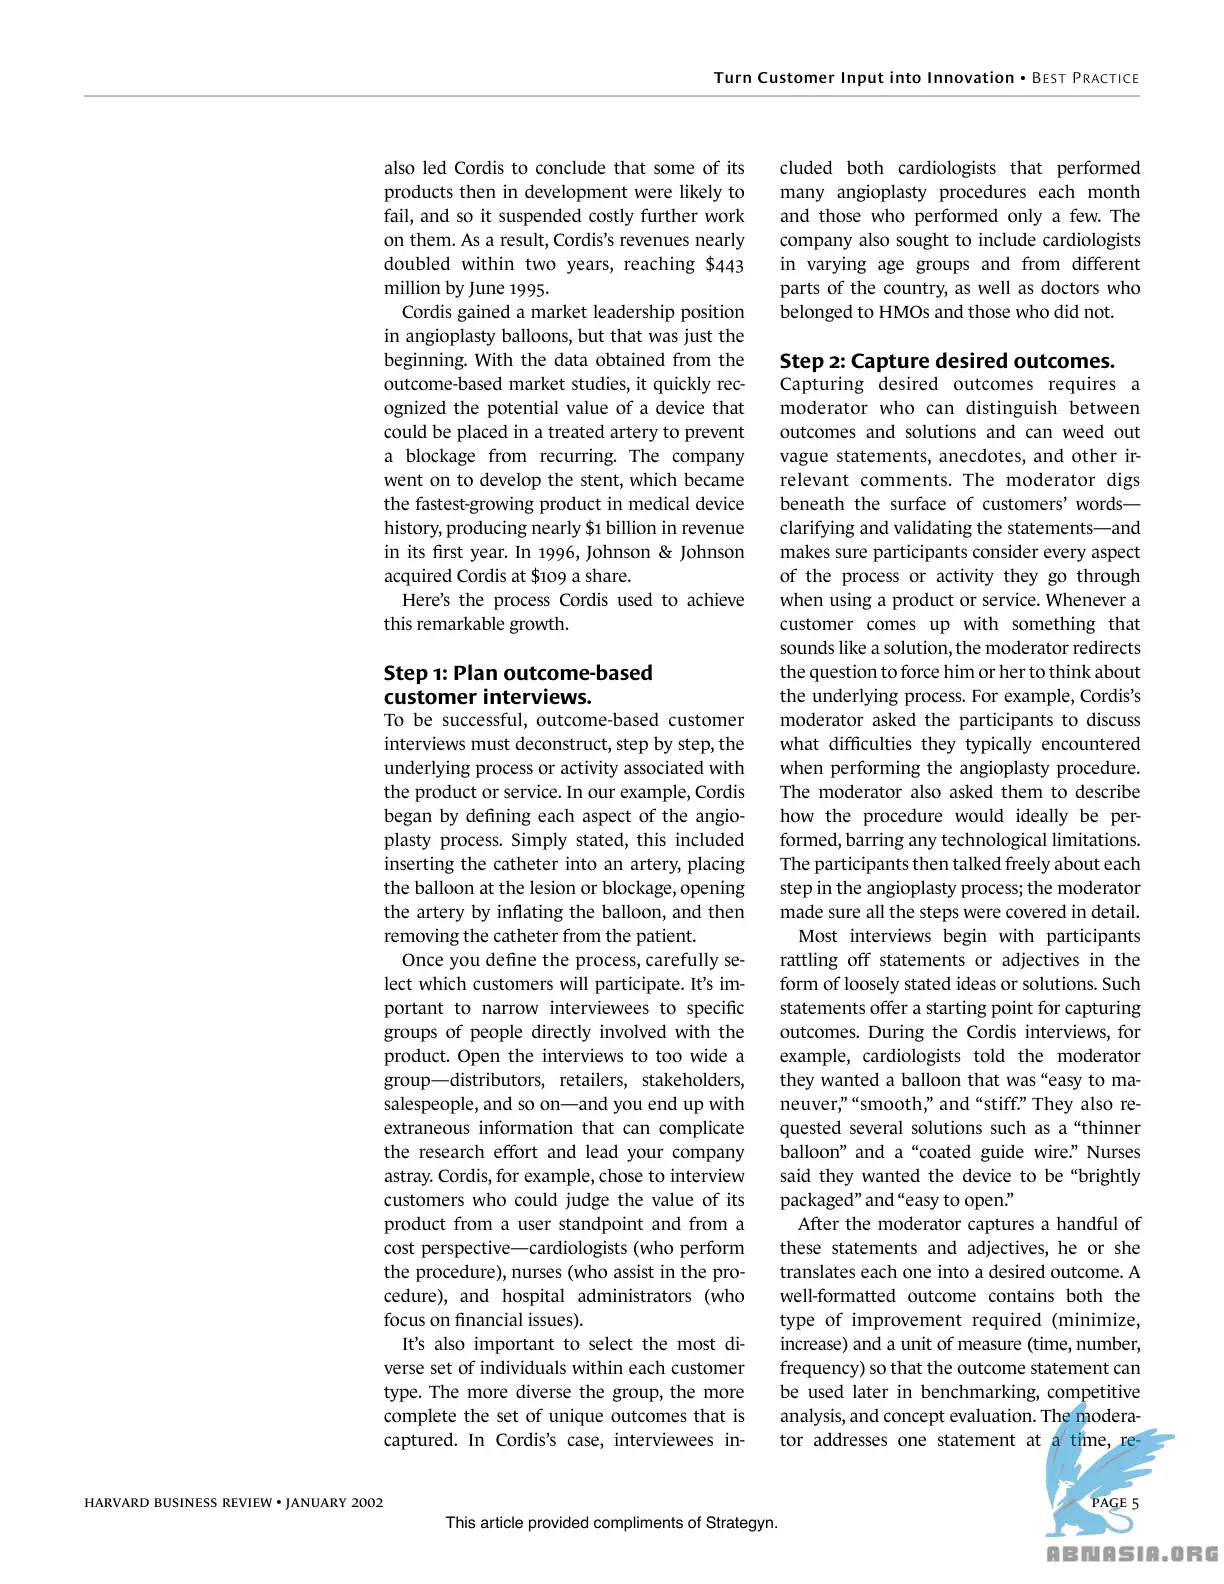 Turn Customer Input into Innovation • BEST PRACTICE
also led Cordis to conclude that some of its
products then in development were likely to
fail, and so it suspended costly further work
on them. As a result, Cordis’s revenues nearly
doubled within two years, reaching $443
million by June 1995.
Cordis gained a market leadership position
in angioplasty balloons, but that was just the
beginning. With the data obtained from the
outcome-based market studies, it quickly rec-
ognized the potential value of a device that
could be placed in a treated artery to prevent
a blockage from recurring. The company
went on to develop the stent, which became
the fastest-growing product in medical device
history, producing nearly $1 billion in revenue
in its first year. In 1996, Johnson & Johnson
acquired Cordis at $109 a share.
Here’s the process Cordis used to achieve
this remarkable growth.
Step 1: Plan outcome-based
customer interviews.
To be successful, outcome-based customer
interviews must deconstruct, step by step, the
underlying process or activity associated with
the product or service. In our example, Cordis
began by defining each aspect of the angio-
plasty process. Simply stated, this included
inserting the catheter into an artery, placing
the balloon at the lesion or blockage, opening
the artery by inflating the balloon, and then
removing the catheter from the patient.
Once you define the process, carefully se-
lect which customers will participate. It’s im-
portant to narrow interviewees to specific
groups of people directly involved with the
product. Open the interviews to too wide a
group—distributors, retailers, stakeholders,
salespeople, and so on—and you end up with
extraneous information that can complicate
the research effort and lead your company
astray. Cordis, for example, chose to interview
customers who could judge the value of its
product from a user standpoint and from a
cost perspective—cardiologists (who perform
the procedure), nurses (who assist in the pro-
cedure), and hospital administrators (who
focus on financial issues).
It’s also important to select the most di-
verse set of individuals within each customer
type. The more diverse the group, the more
complete the set of unique outcomes that is
captured. In Cordis’s case, interviewees in-
cluded both cardiologists that performed
many angioplasty procedures each month
and those who performed only a few. The
company also sought to include cardiologists
in varying age groups and from different
parts of the country, as well as doctors who
belonged to HMOs and those who did not.
Step 2: Capture desired outcomes.
Capturing desired outcomes requires a
moderator who can distinguish between
outcomes and solutions and can weed out
vague statements, anecdotes, and other ir-
relevant comments. The moderator digs
beneath the surface of customers’ words—
clarifying and validating the statements—and
makes sure participants consider every aspect
of the process or activity they go through
when using a product or service. Whenever a
customer comes up with something that
sounds like a solution, the moderator redirects
the question to force him or her to think about
the underlying process. For example, Cordis’s
moderator asked the participants to discuss
what difficulties they typically encountered
when performing the angioplasty procedure.
The moderator also asked them to describe
how the procedure would ideally be per-
formed, barring any technological limitations.
The participants then talked freely about each
step in the angioplasty process; the moderator
made sure all the steps were covered in detail.
Most interviews begin with participants
rattling off statements or adjectives in the
form of loosely stated ideas or solutions. Such
statements offer a starting point for capturing
outcomes. During the Cordis interviews, for
example, cardiologists told the moderator
they wanted a balloon that was “easy to ma-
neuver,” “smooth,” and “stiff.” They also re-
quested several solutions such as a “thinner
balloon” and a “coated guide wire.” Nurses
said they wanted the device to be “brightly
packaged” and “easy to open.”
After the moderator captures a handful of
these statements and adjectives, he or she
translates each one into a desired outcome. A
well-formatted outcome contains both the
type of improvement required (minimize,
increase) and a unit of measure (time, number,
frequency) so that the outcome statement can
be used later in benchmarking, competitive
analysis, and concept evaluation. The modera-
tor addresses one statement at a time, re-
HARVARD BUSINESS REVIEW • JANUARY 2002
PAGE 5
This article provided compliments of Strategyn.
ABNASIA.ORG